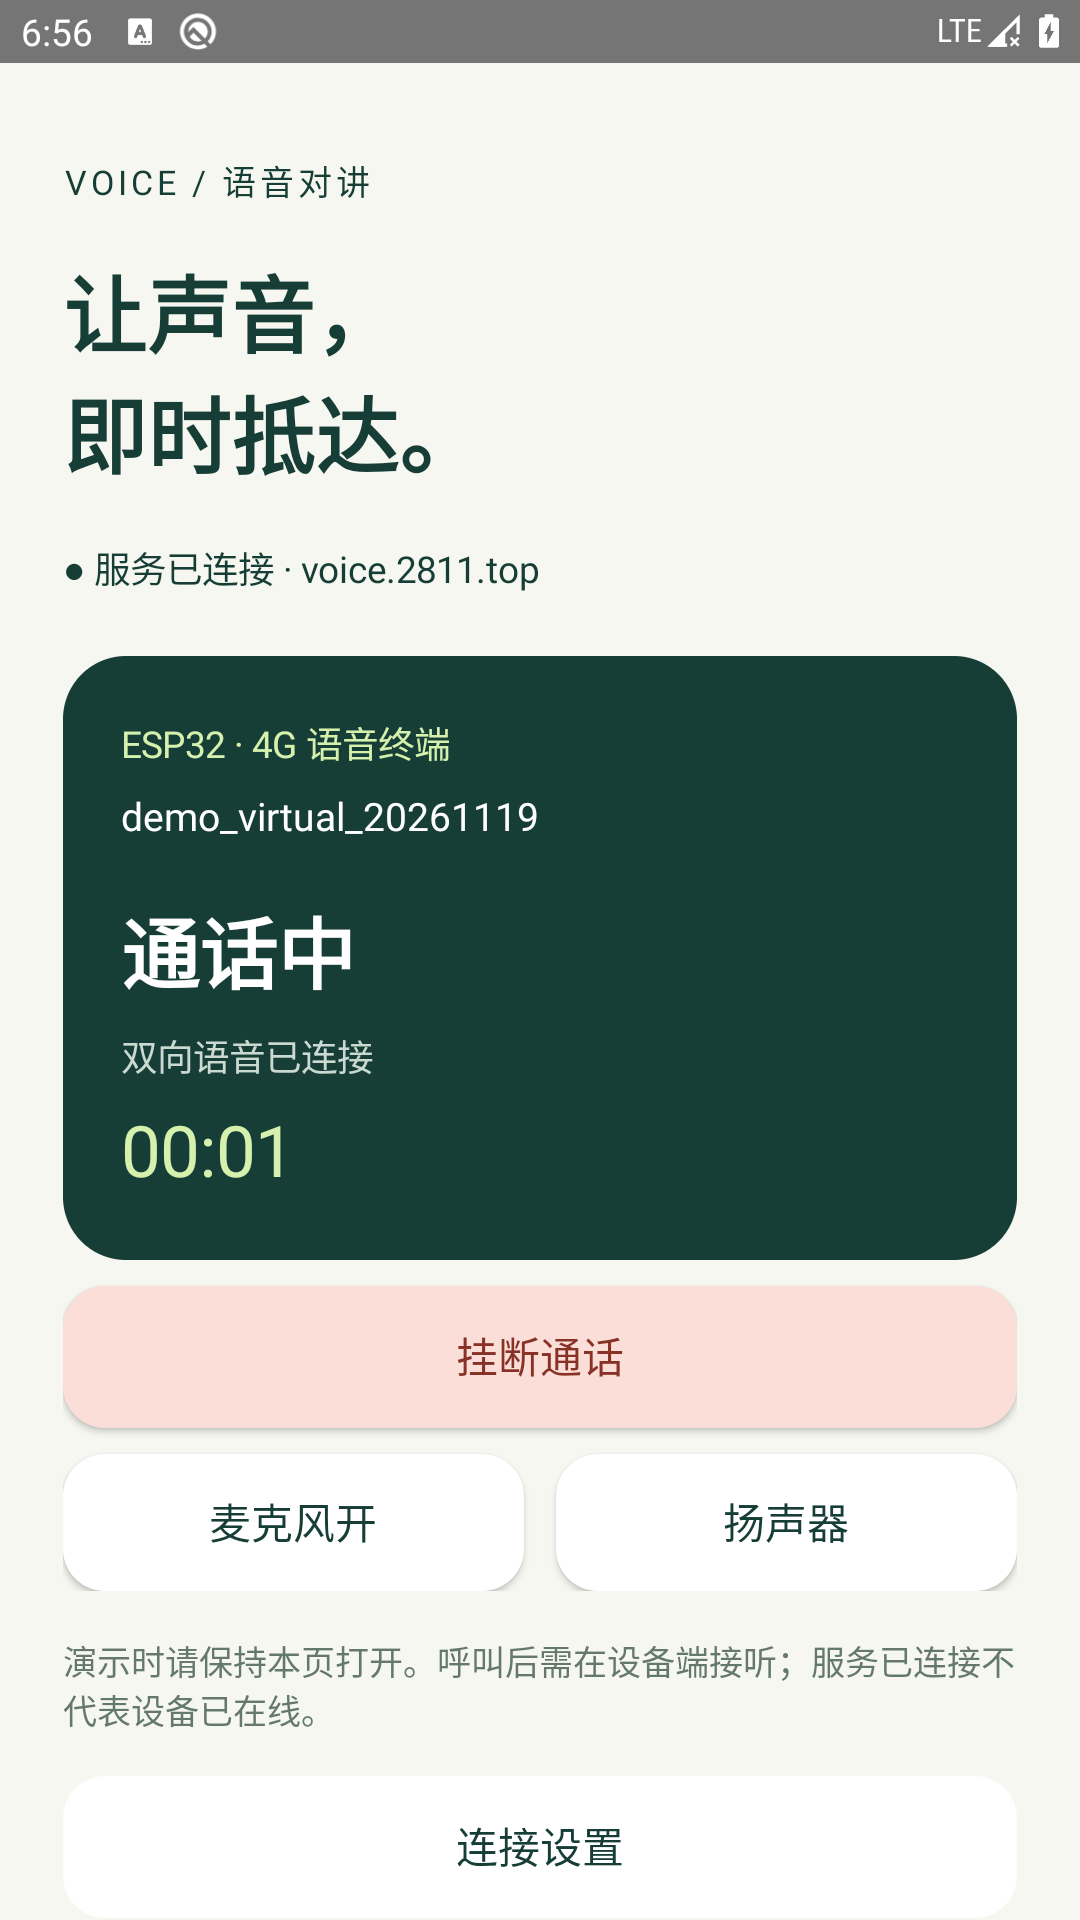 6:56
LTE
VOICE / 语音对讲
让声音，
即时抵达。
● 服务已连接 · voice.2811.top
ESP32 · 4G 语音终端
demo_virtual_20261119
通话中
双向语音已连接
00:01
挂断通话
麦克风开
扬声器
演示时请保持本页打开。呼叫后需在设备端接听；服务已连接不
代表设备已在线。
连接设置